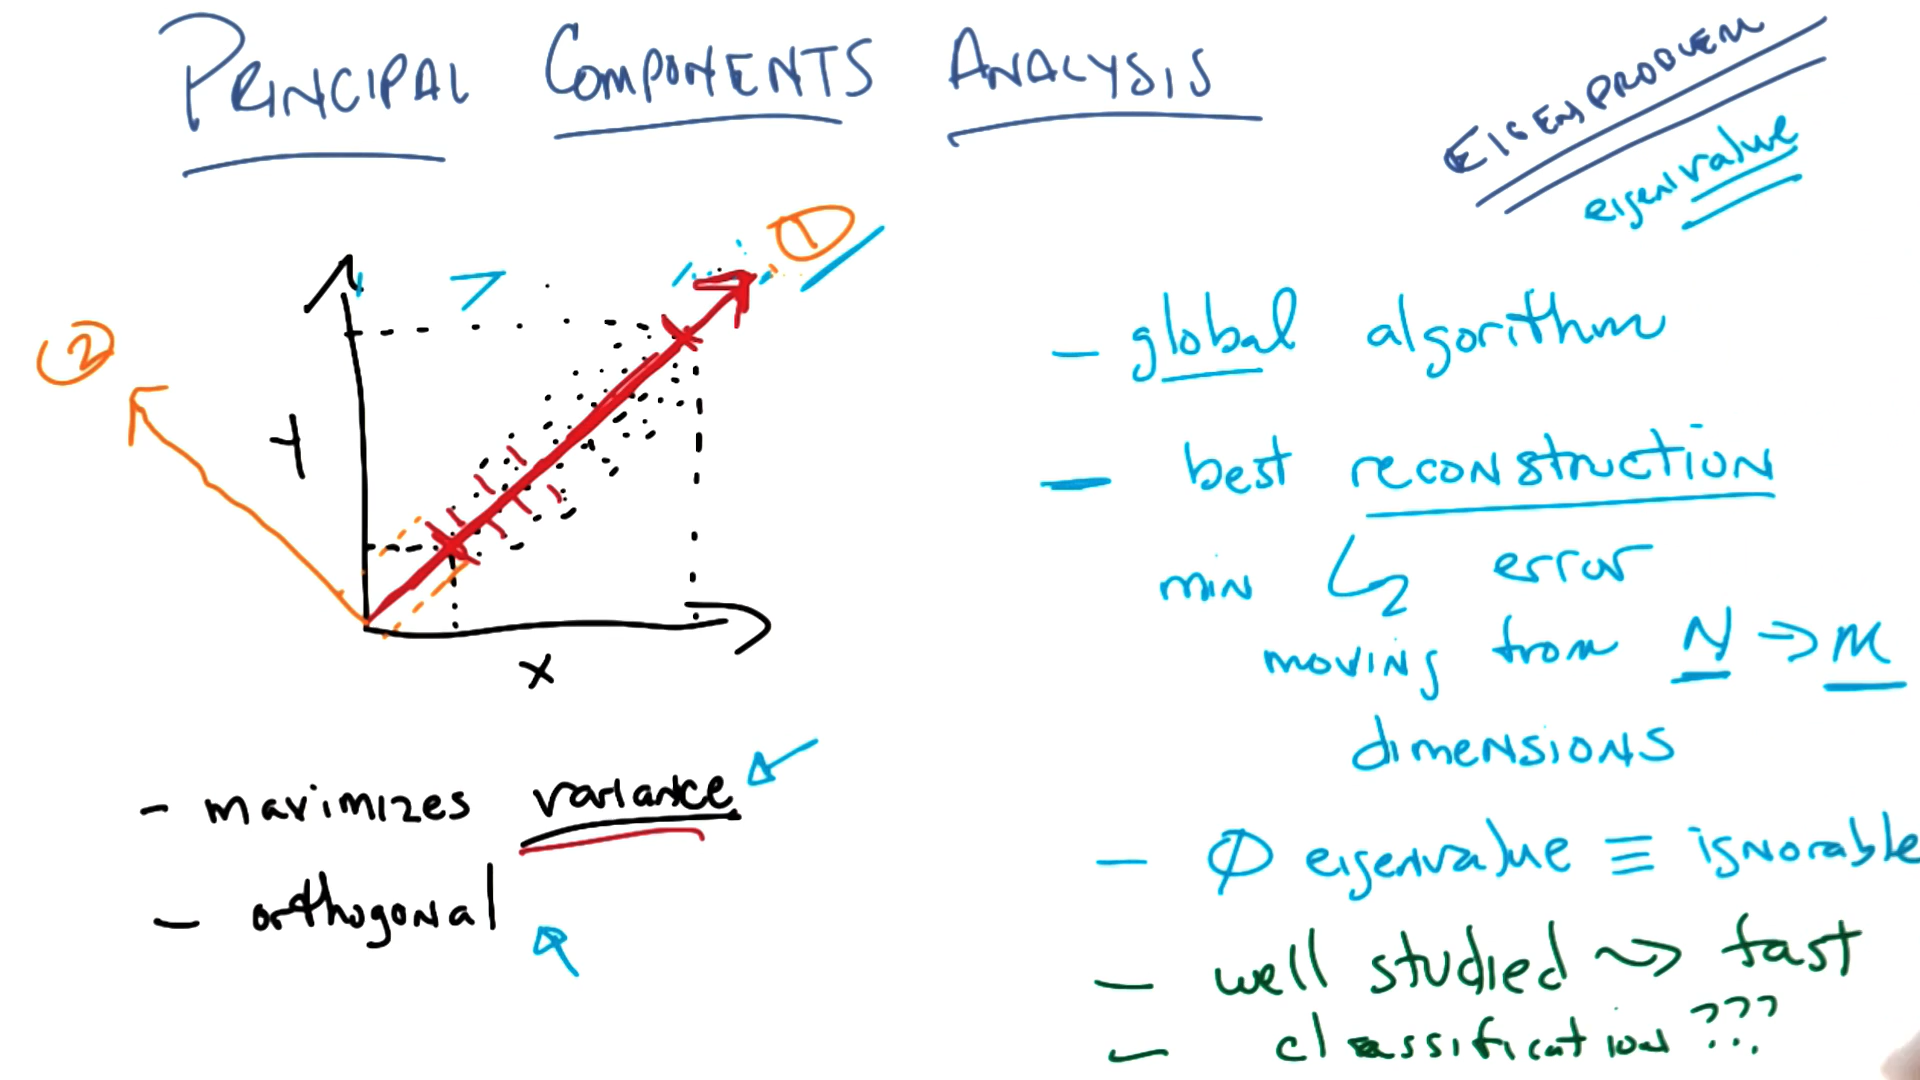 PRINCIPAL COMPONENTS ANALYSIS
EIGENPROBLEM
eigenvalue
1
2
Y
X
- maximizes variance
- orthogonal
- global algorithm
- best reconstruction
min error
moving from N → M
dimensions
- Ø eigenvalue ≡ ignorable
- well studied ⇝ fast
- classification???